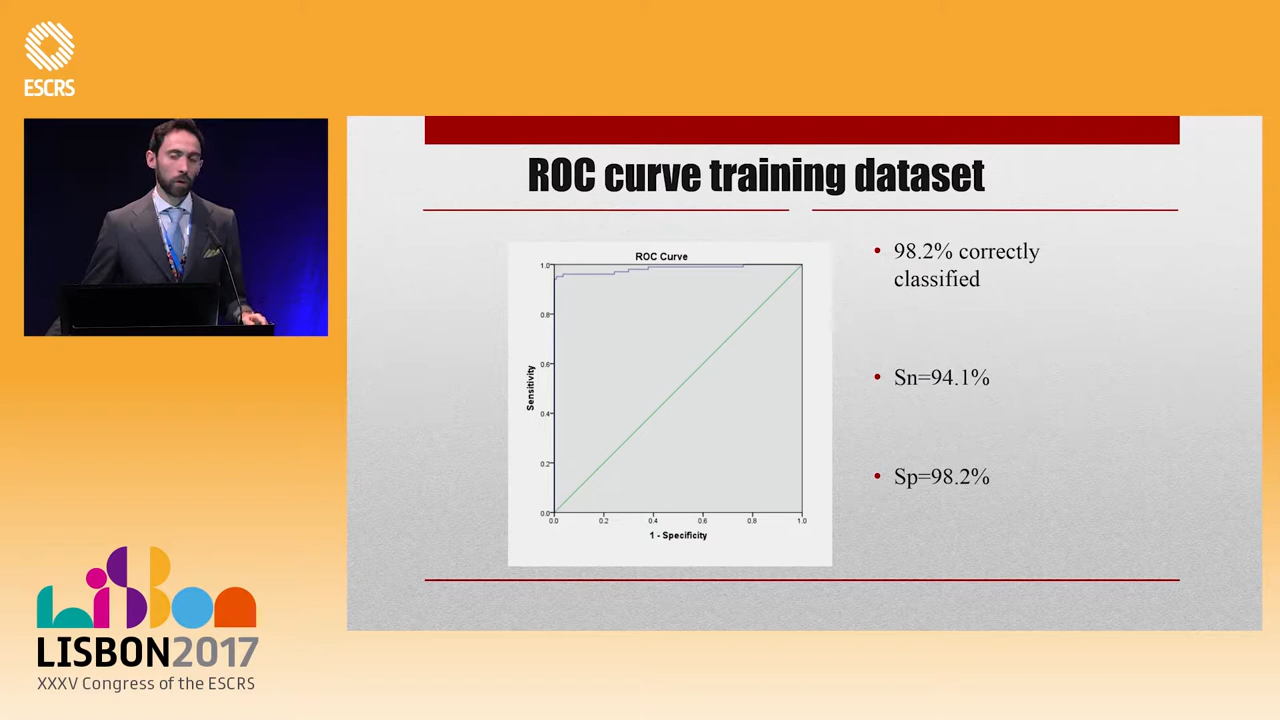 ESCRS
ROC curve training dataset
ROC Curve
1.0
0.8
0.6
0.4
0.2
0.0
Sensitivity
0.0 0.2 0.4 0.6 0.8 1.0
1 - Specificity
• 98.2% correctly
classified
• Sn=94.1%
• Sp=98.2%
Lisbon
LISBON2017
XXXV Congress of the ESCRS